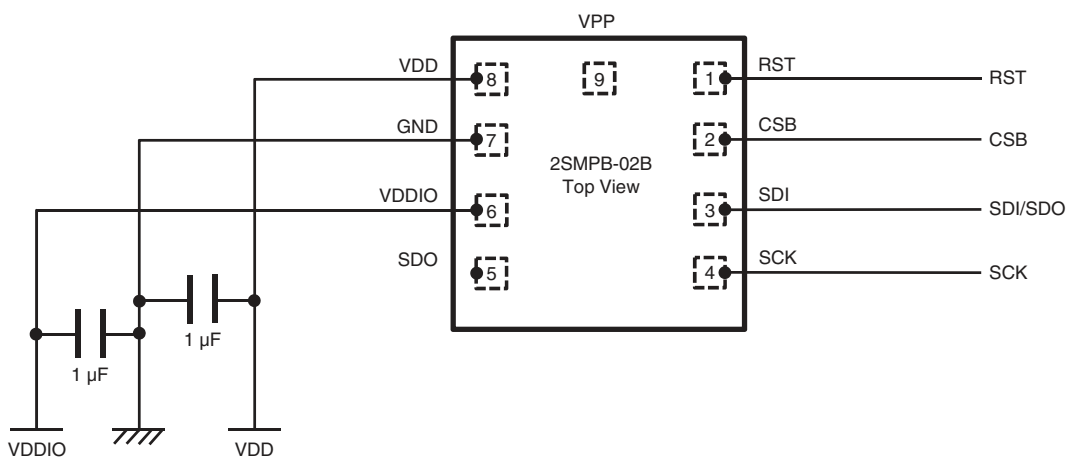 VPP
VDD
8
9
1
RST
RST
GND
7
2
CSB
CSB
2SMPB-02B
Top View
VDDIO
6
3
SDI
SDI/SDO
SDO
5
4
SCK
SCK
1 µF
1 µF
VDDIO
VDD